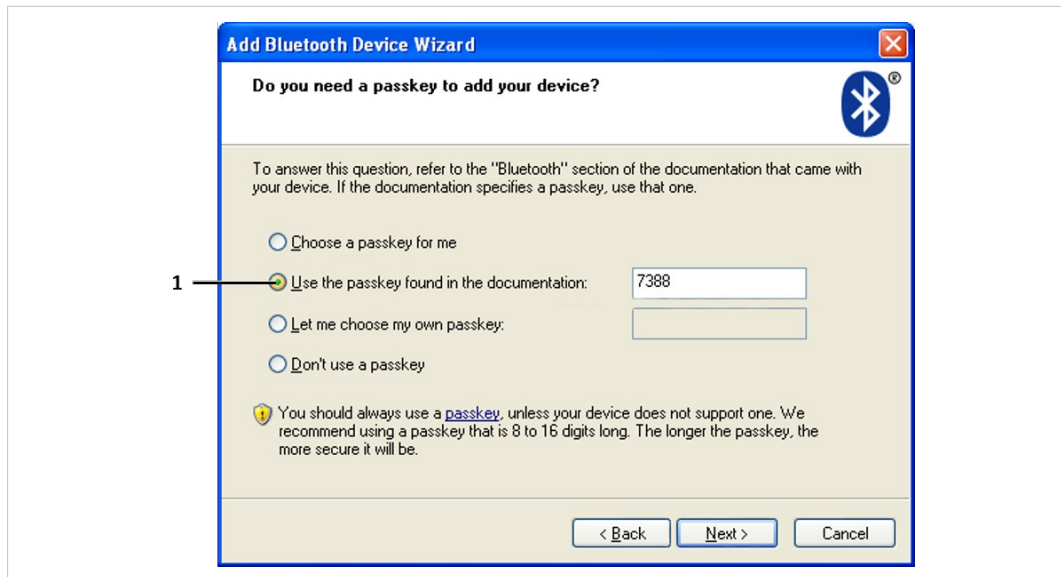 Add Bluetooth Device Wizard
Do you need a passkey to add your device?
®
To answer this question, refer to the "Bluetooth" section of the documentation that came with
your device. If the documentation specifies a passkey, use that one.
Choose a passkey for me
1 Use the passkey found in the documentation: 7388
Let me choose my own passkey:
Don't use a passkey
You should always use a passkey, unless your device does not support one. We
recommend using a passkey that is 8 to 16 digits long. The longer the passkey, the
more secure it will be.
< Back Next > Cancel